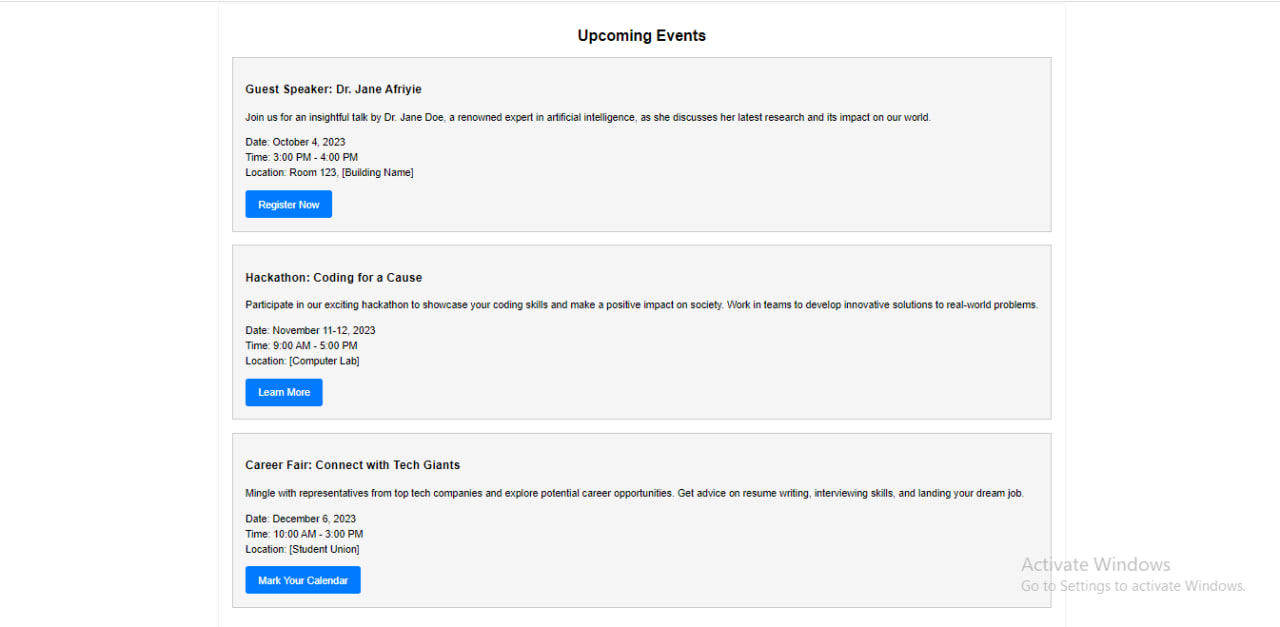 Upcoming Events
Guest Speaker: Dr. Jane Afriyie
Join us for an insightful talk by Dr. Jane Doe, a renowned expert in artificial intelligence, as she discusses her latest research and its impact on our world.
Date: October 4, 2023
Time: 3:00 PM - 4:00 PM
Location: Room 123, [Building Name]
Register Now
Hackathon: Coding for a Cause
Participate in our exciting hackathon to showcase your coding skills and make a positive impact on society. Work in teams to develop innovative solutions to real-world problems.
Date: November 11-12, 2023
Time: 9:00 AM - 5:00 PM
Location: [Computer Lab]
Learn More
Career Fair: Connect with Tech Giants
Mingle with representatives from top tech companies and explore potential career opportunities. Get advice on resume writing, interviewing skills, and landing your dream job.
Date: December 6, 2023
Time: 10:00 AM - 3:00 PM
Location: [Student Union]
Mark Your Calendar
Activate Windows
Go to Settings to activate Windows.